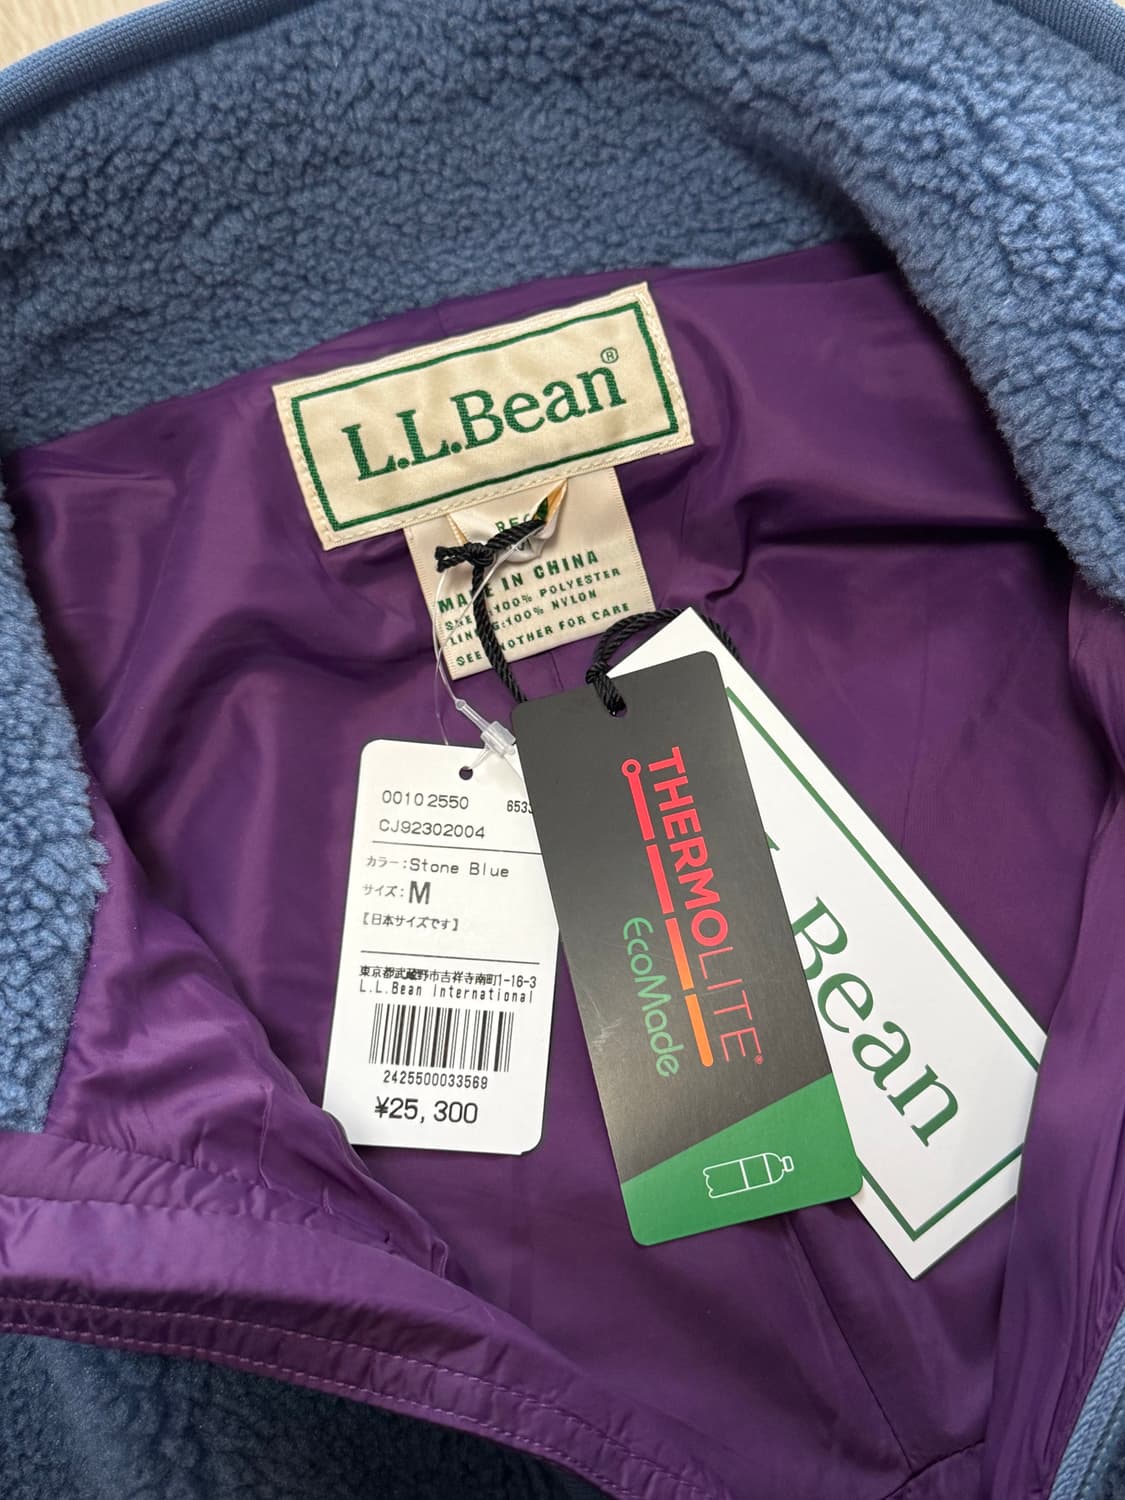 L.L.Bean®
REG
MADE IN CHINA
100% POLYESTER
100% NYLON
SEE OTHER FOR CARE
00102550 653
CJ92302004
カラー:Stone Blue
サイズ:M
【日本サイズです】
東京都武蔵野市吉祥寺南町1-16-3
L.L.Bean International
2425500033569
¥25,300
THERMOLITE®
EcoMade
Bean